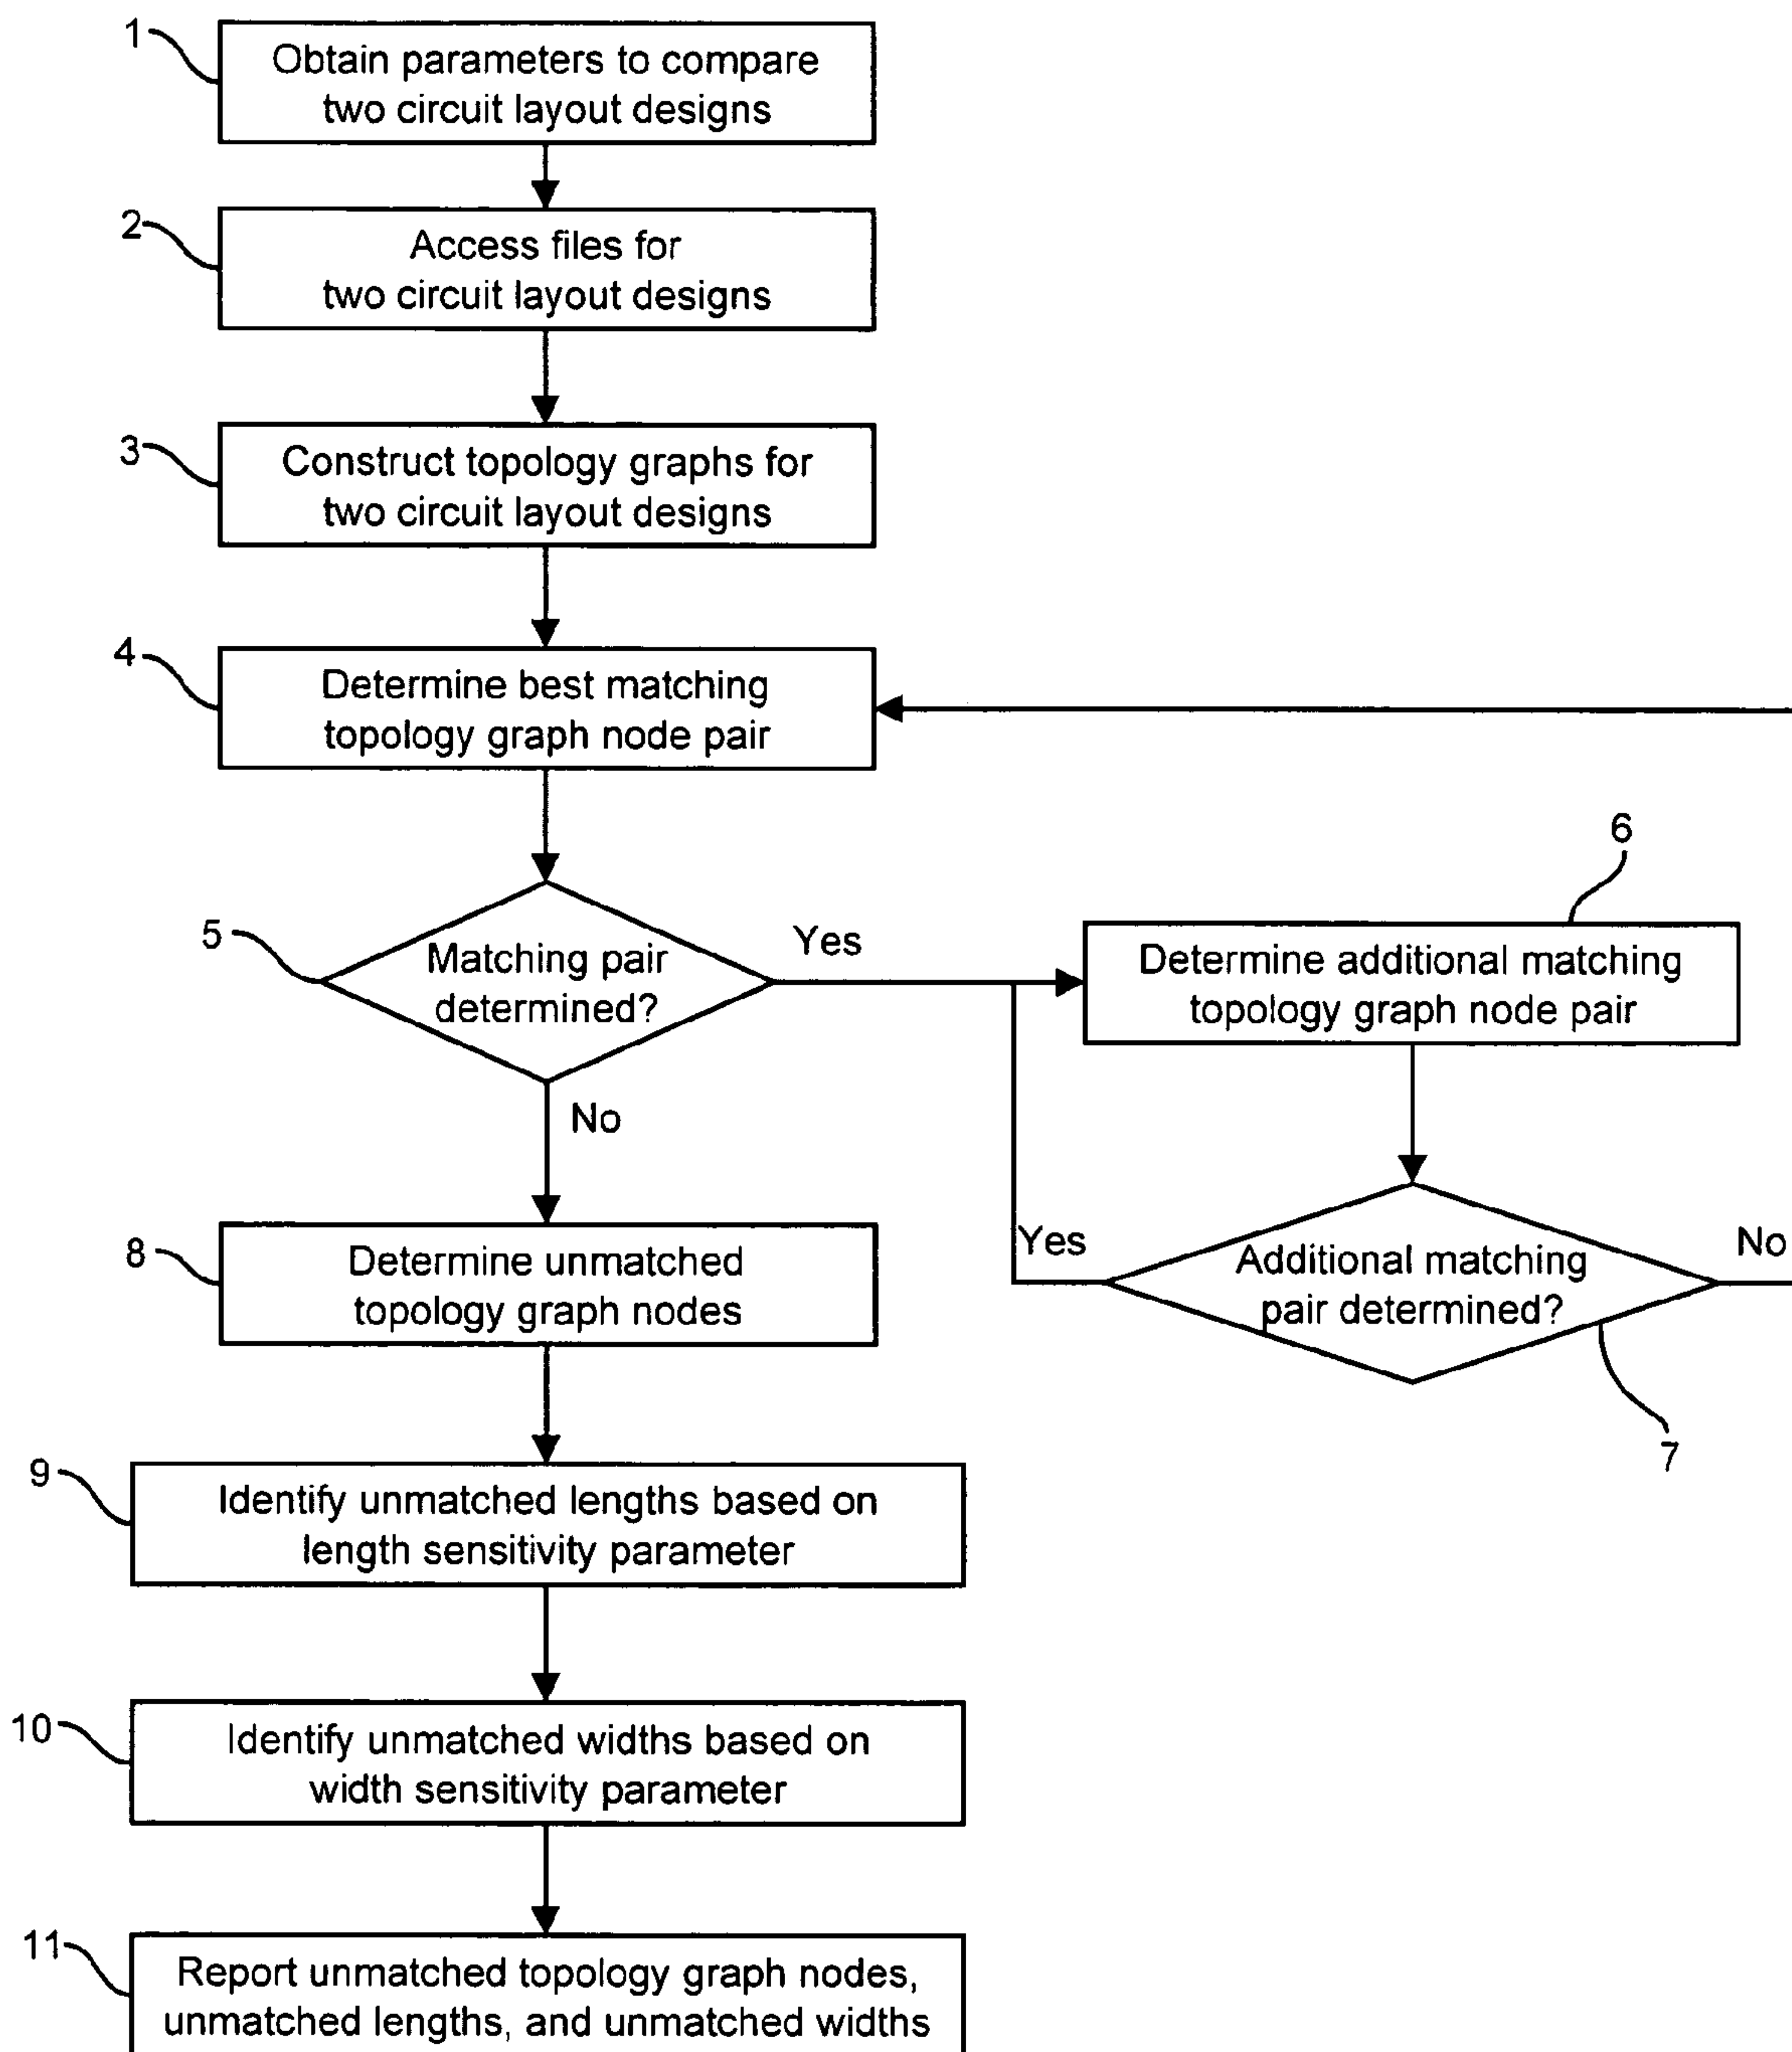 1
Obtain parameters to compare
two circuit layout designs
2
Access files for
two circuit layout designs
3
Construct topology graphs for
two circuit layout designs
4
Determine best matching
topology graph node pair
5
Matching pair
determined?
Yes
No
6
Determine additional matching
topology graph node pair
Yes
Additional matching
pair determined?
No
7
8
Determine unmatched
topology graph nodes
9
Identify unmatched lengths based on
length sensitivity parameter
10
Identify unmatched widths based on
width sensitivity parameter
11
Report unmatched topology graph nodes,
unmatched lengths, and unmatched widths